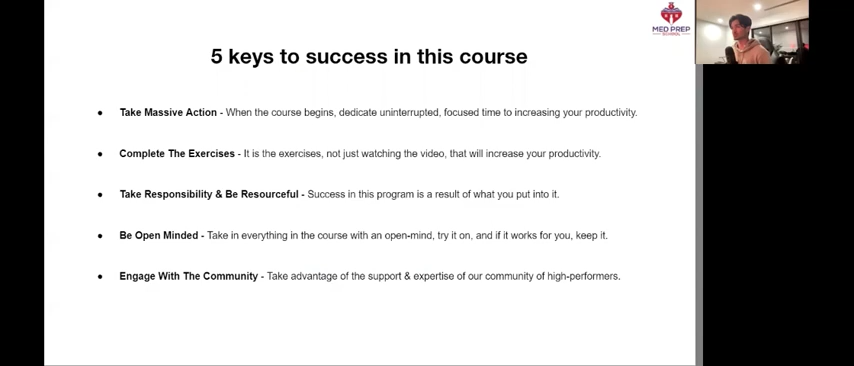 MED PREP
SCHOOL
5 keys to success in this course
● Take Massive Action - When the course begins, dedicate uninterrupted, focused time to increasing your productivity.
● Complete The Exercises - It is the exercises, not just watching the video, that will increase your productivity.
● Take Responsibility & Be Resourceful - Success in this program is a result of what you put into it.
● Be Open Minded - Take in everything in the course with an open-mind, try it on, and if it works for you, keep it.
● Engage With The Community - Take advantage of the support & expertise of our community of high-performers.